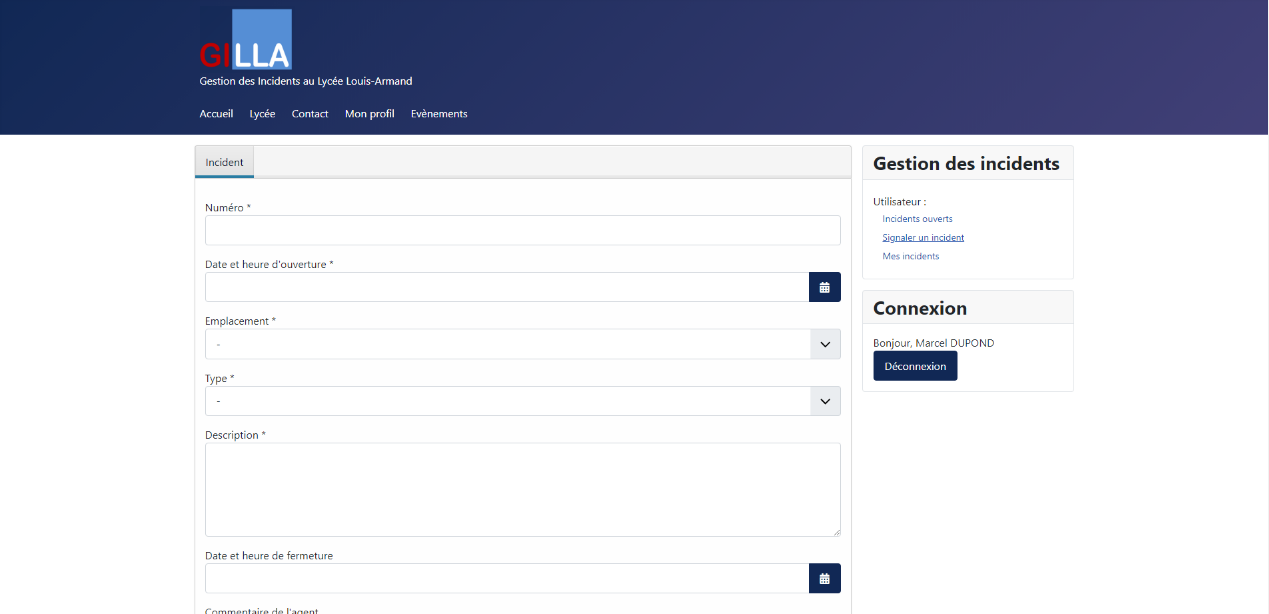 GILLA
Gestion des Incidents au Lycée Louis-Armand
Accueil Lycée Contact Mon profil Evènements
Incident
Numéro *
Date et heure d'ouverture *
Emplacement *
-
Type *
-
Description *
Date et heure de fermeture
Commentaire de l'agent
Gestion des incidents
Utilisateur :
Incidents ouverts
Signaler un incident
Mes incidents
Connexion
Bonjour, Marcel DUPOND
Déconnexion